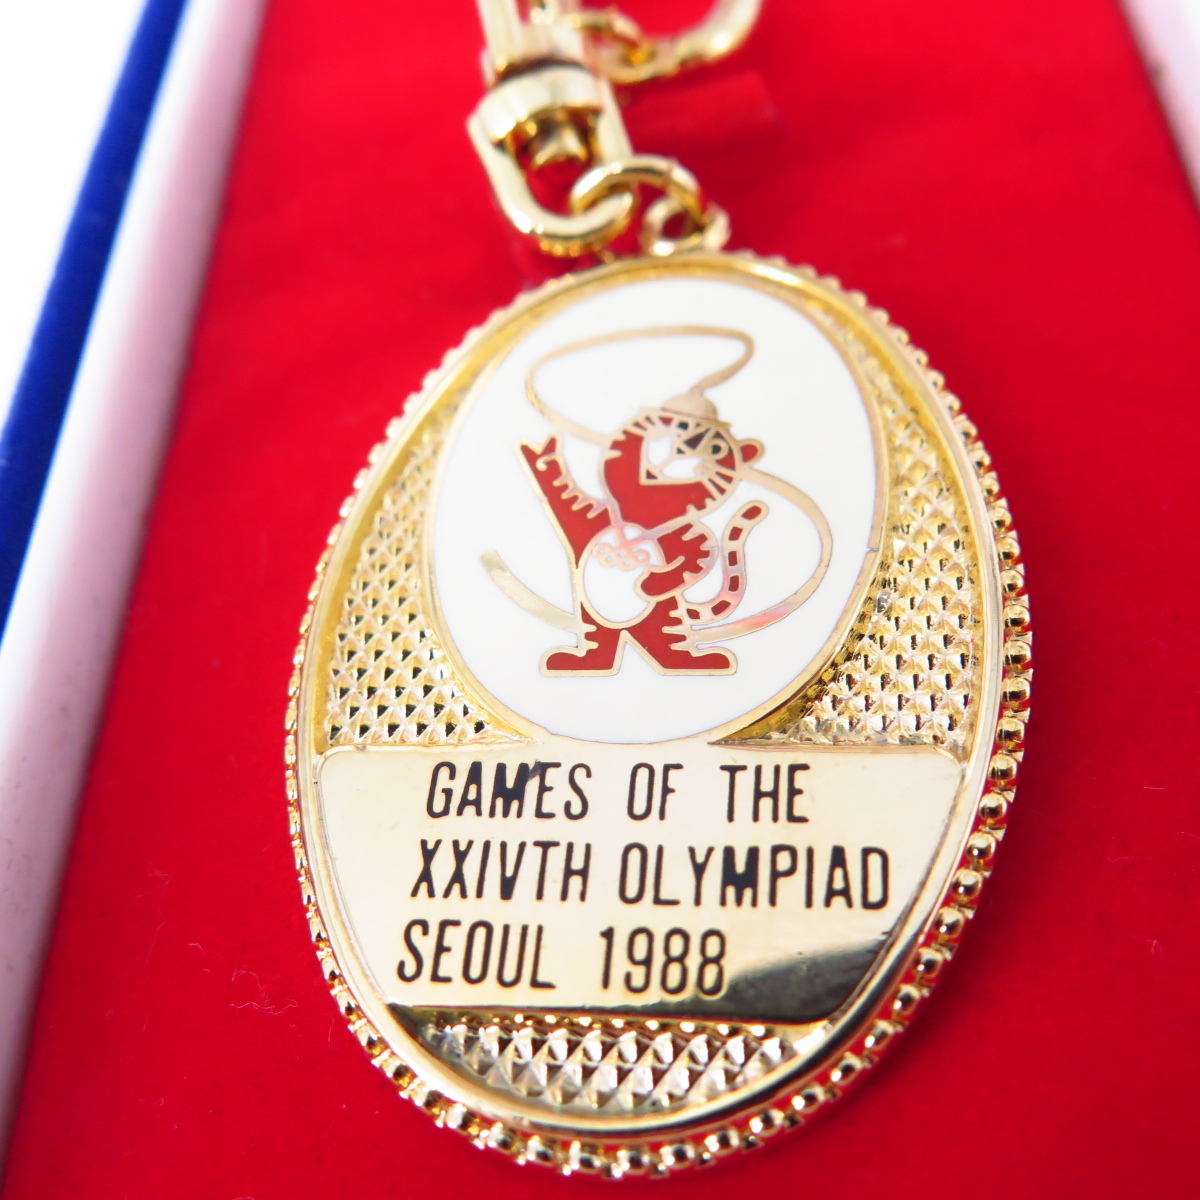 GAMES OF THE
XXIVTH OLYMPIAD
SEOUL 1988